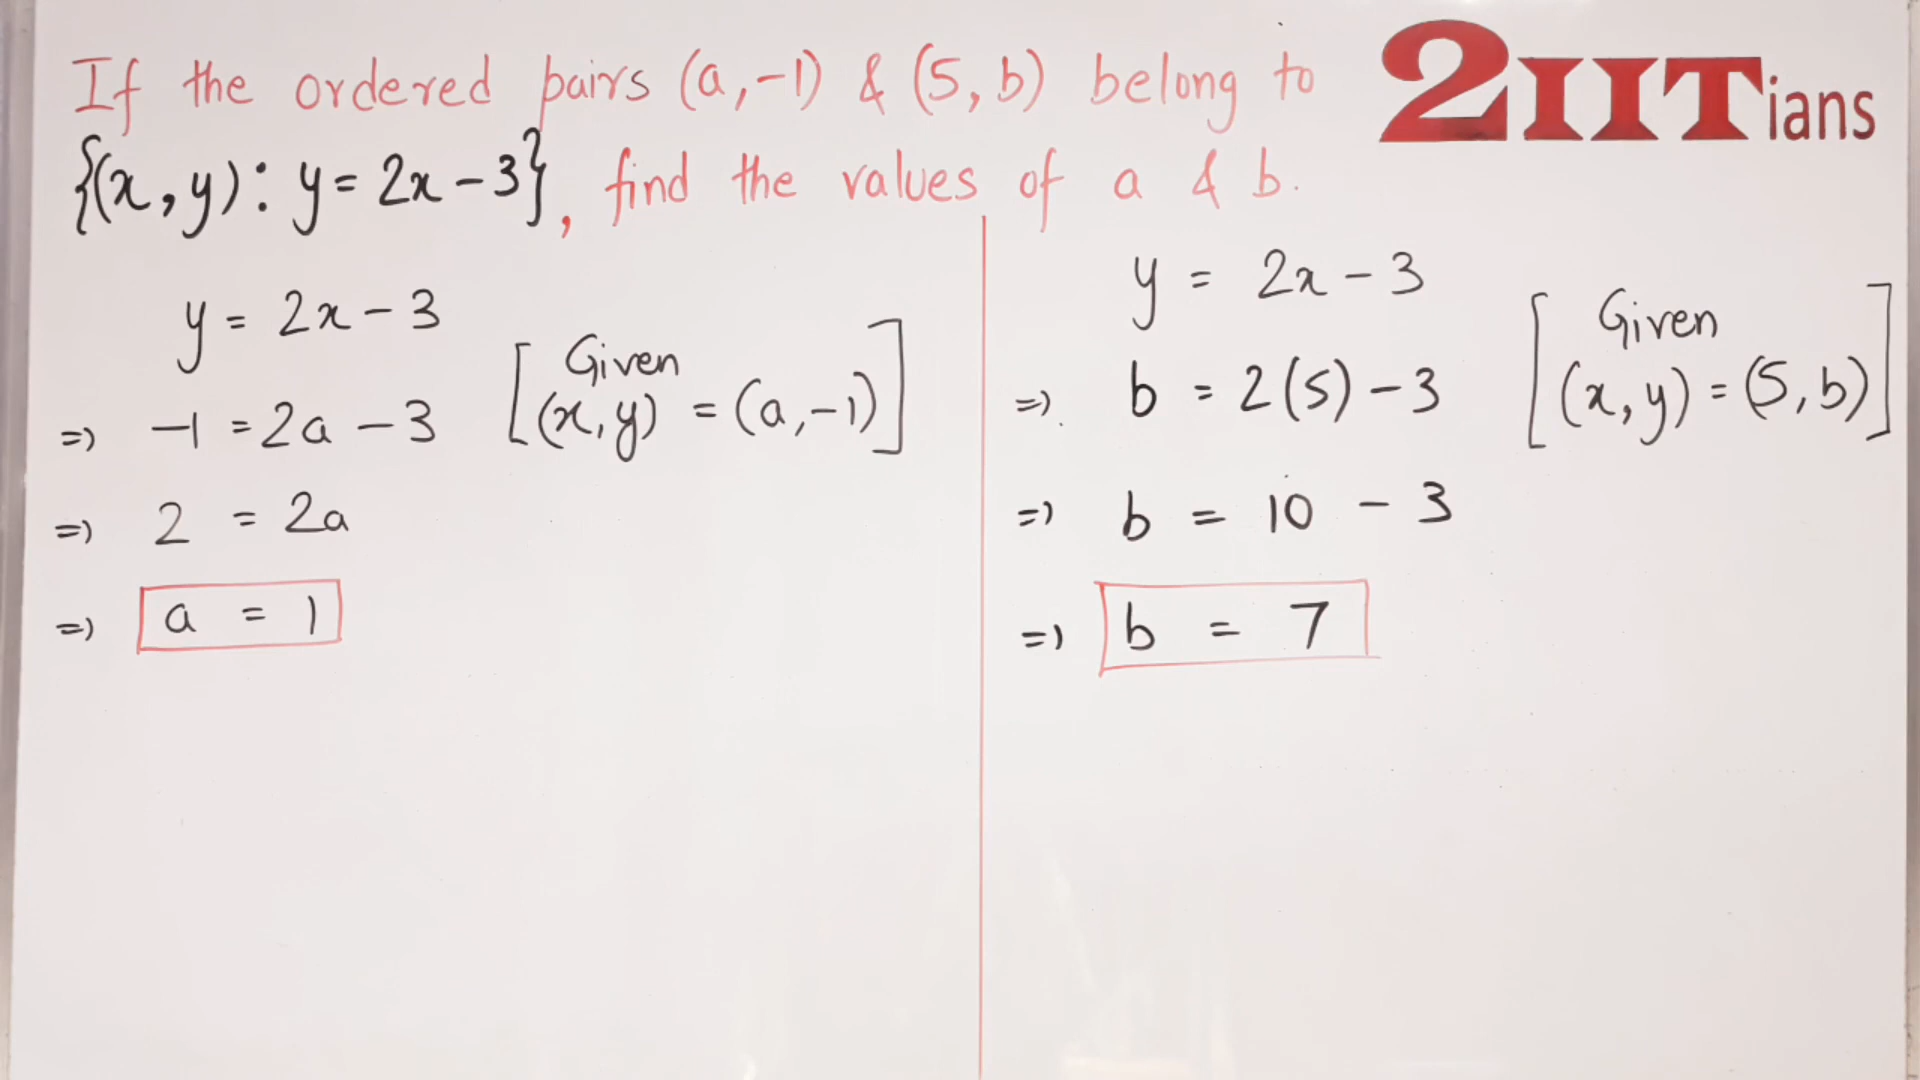 If the ordered pairs (a,-1) & (5, b) belong to
{(x,y): y = 2x - 3}, find the values of a & b.
2IITians
y = 2x - 3
=) -1 = 2a - 3
[Given
(x,y) = (a,-1)]
=) 2 = 2a
=) a = 1
y = 2x - 3
=) b = 2(5) - 3
[Given
(x,y) = (5,b)]
=) b = 10 - 3
=) b = 7